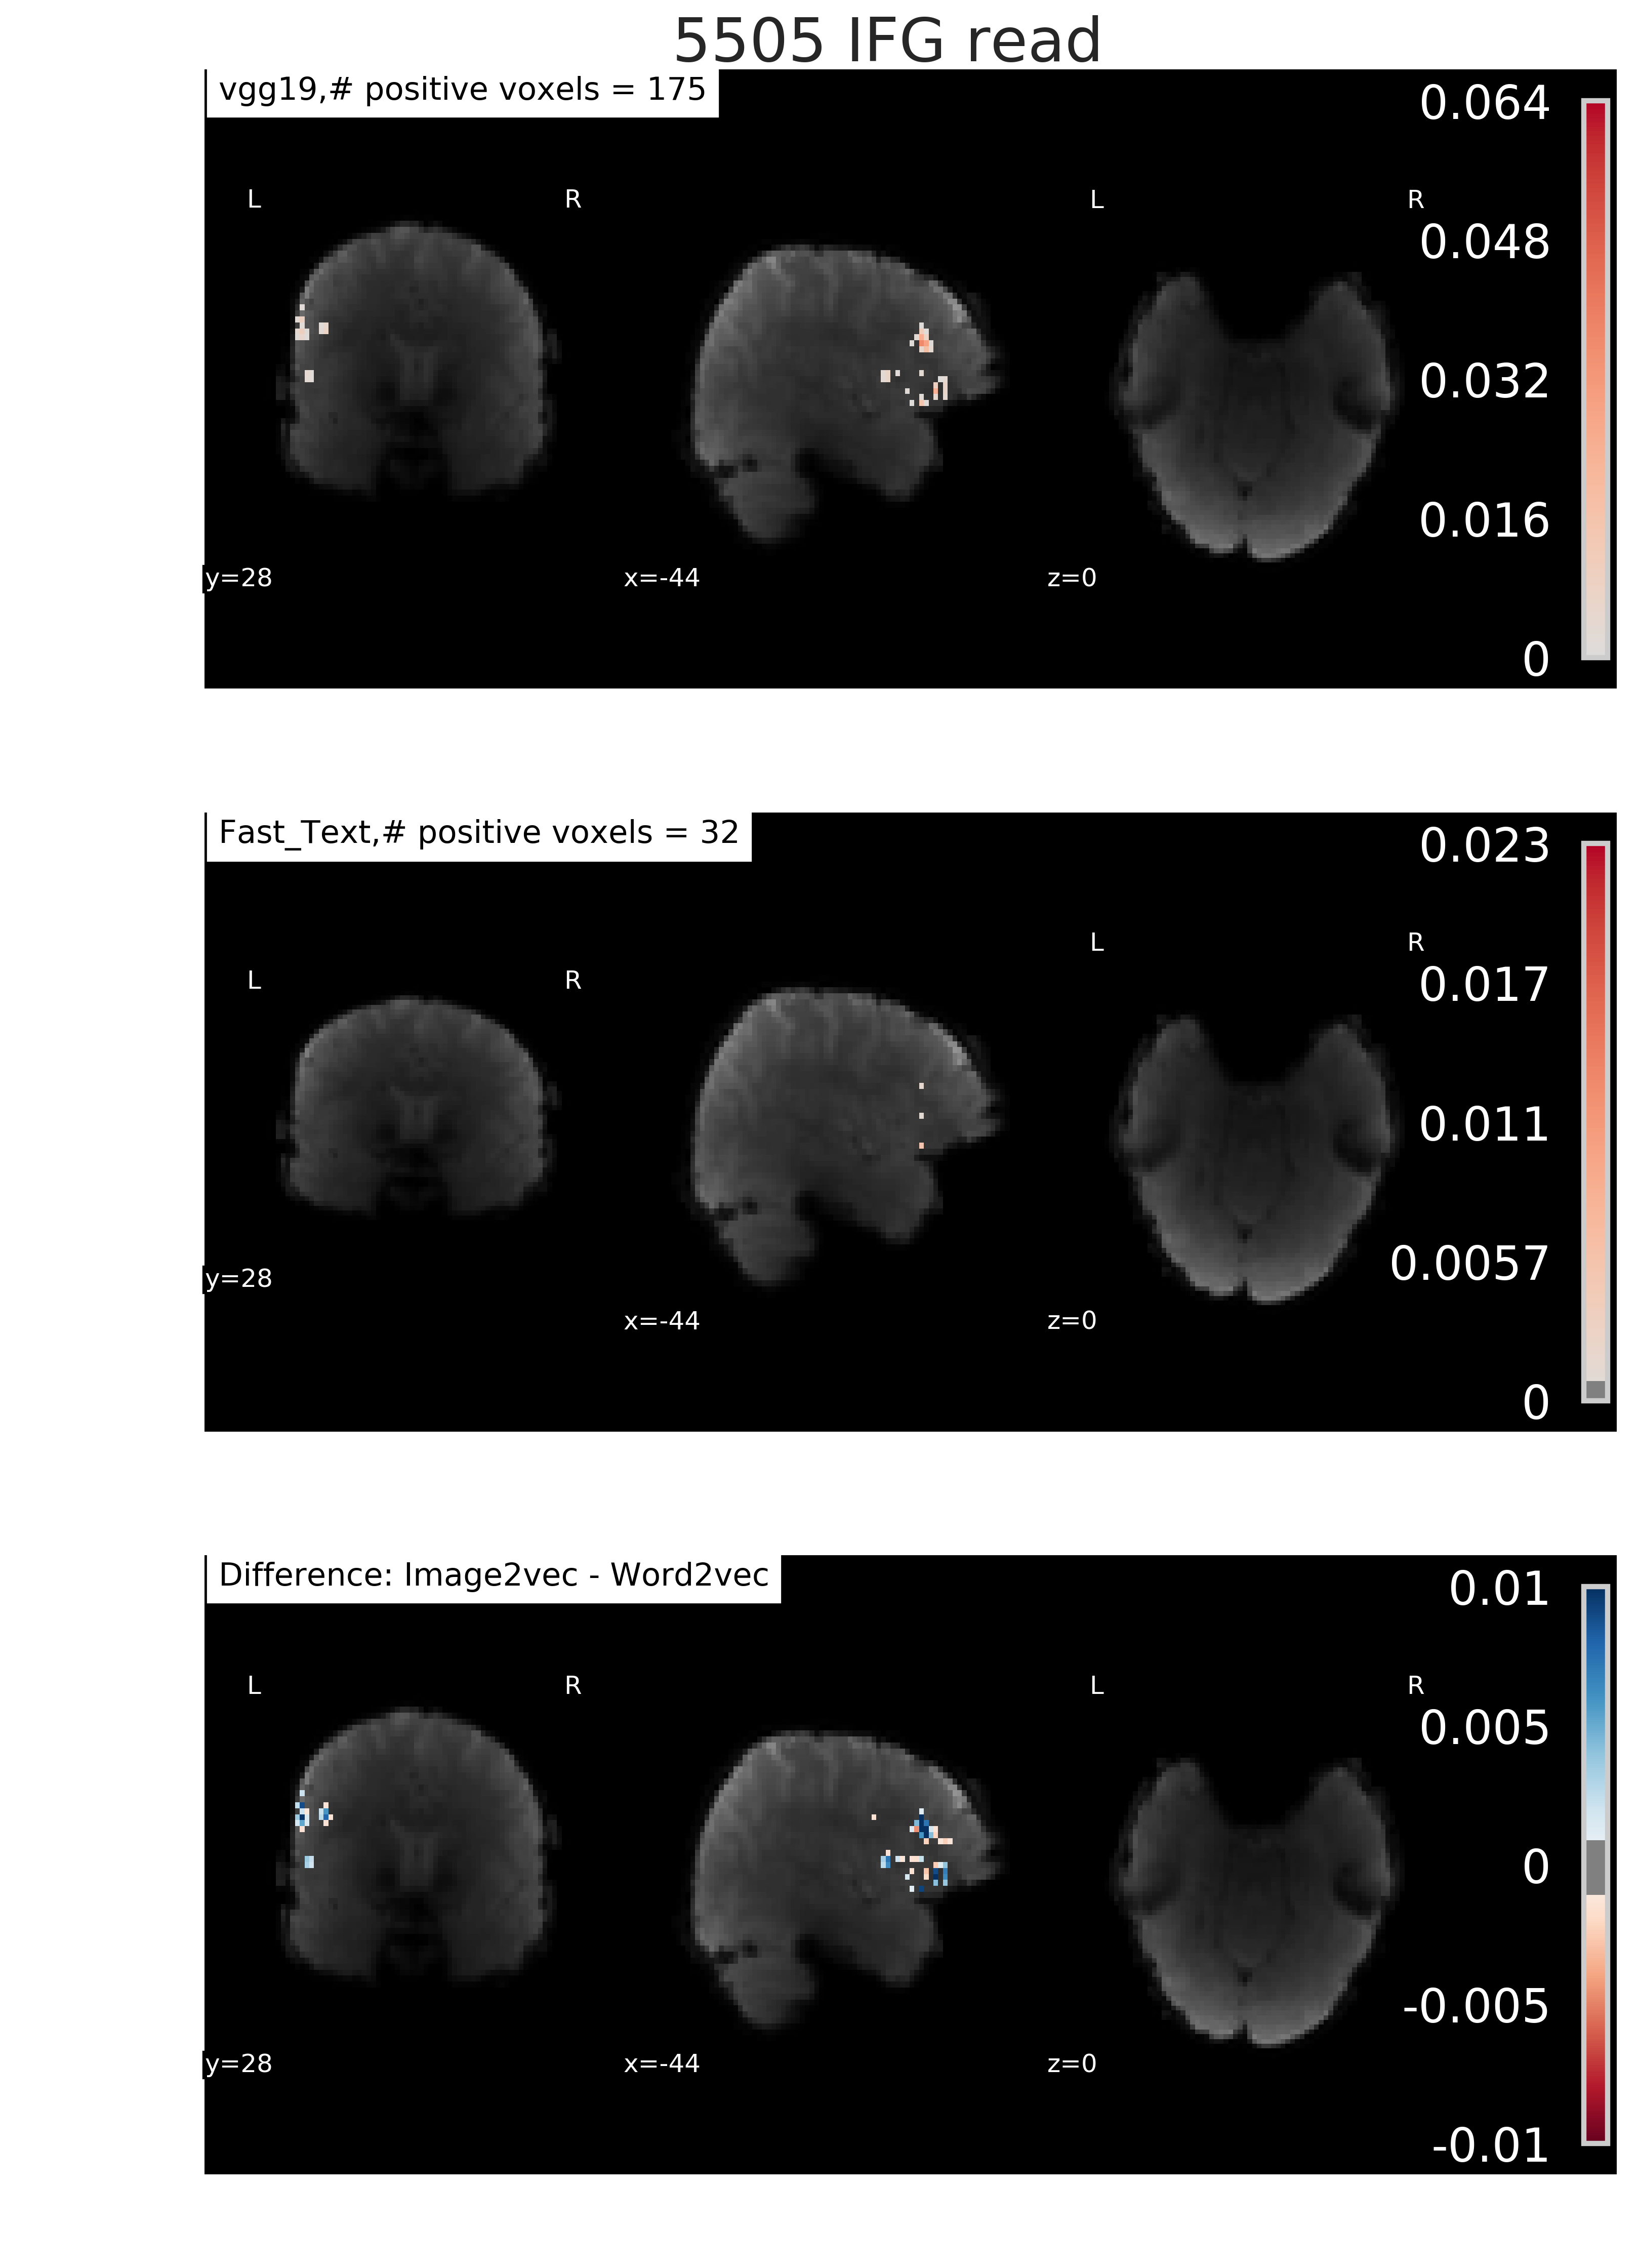 5505 IFG read
vgg19,# positive voxels = 175
0.064
L R L R
0.048
0.032
0.016
y=28 x=-44 z=0
0
Fast_Text,# positive voxels = 32
0.023
L R
L R
0.017
0.011
0.0057
y=28
x=-44 z=0
0
Difference: Image2vec - Word2vec
0.01
L R L R
0.005
0
-0.005
y=28 x=-44 z=0
-0.01